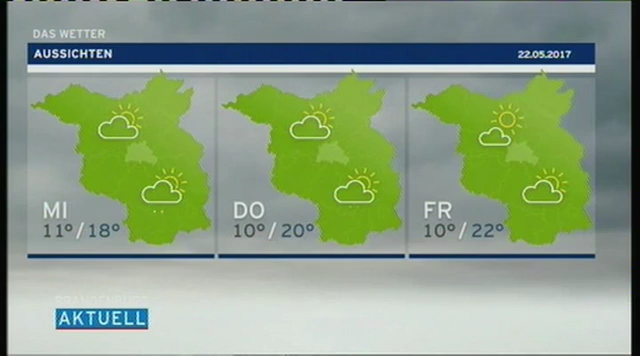 DAS WETTER
AUSSICHTEN 22.05.2017
MI DO FR
11°/18° 10°/20° 10°/22°
BRANDENBURG
AKTUELL